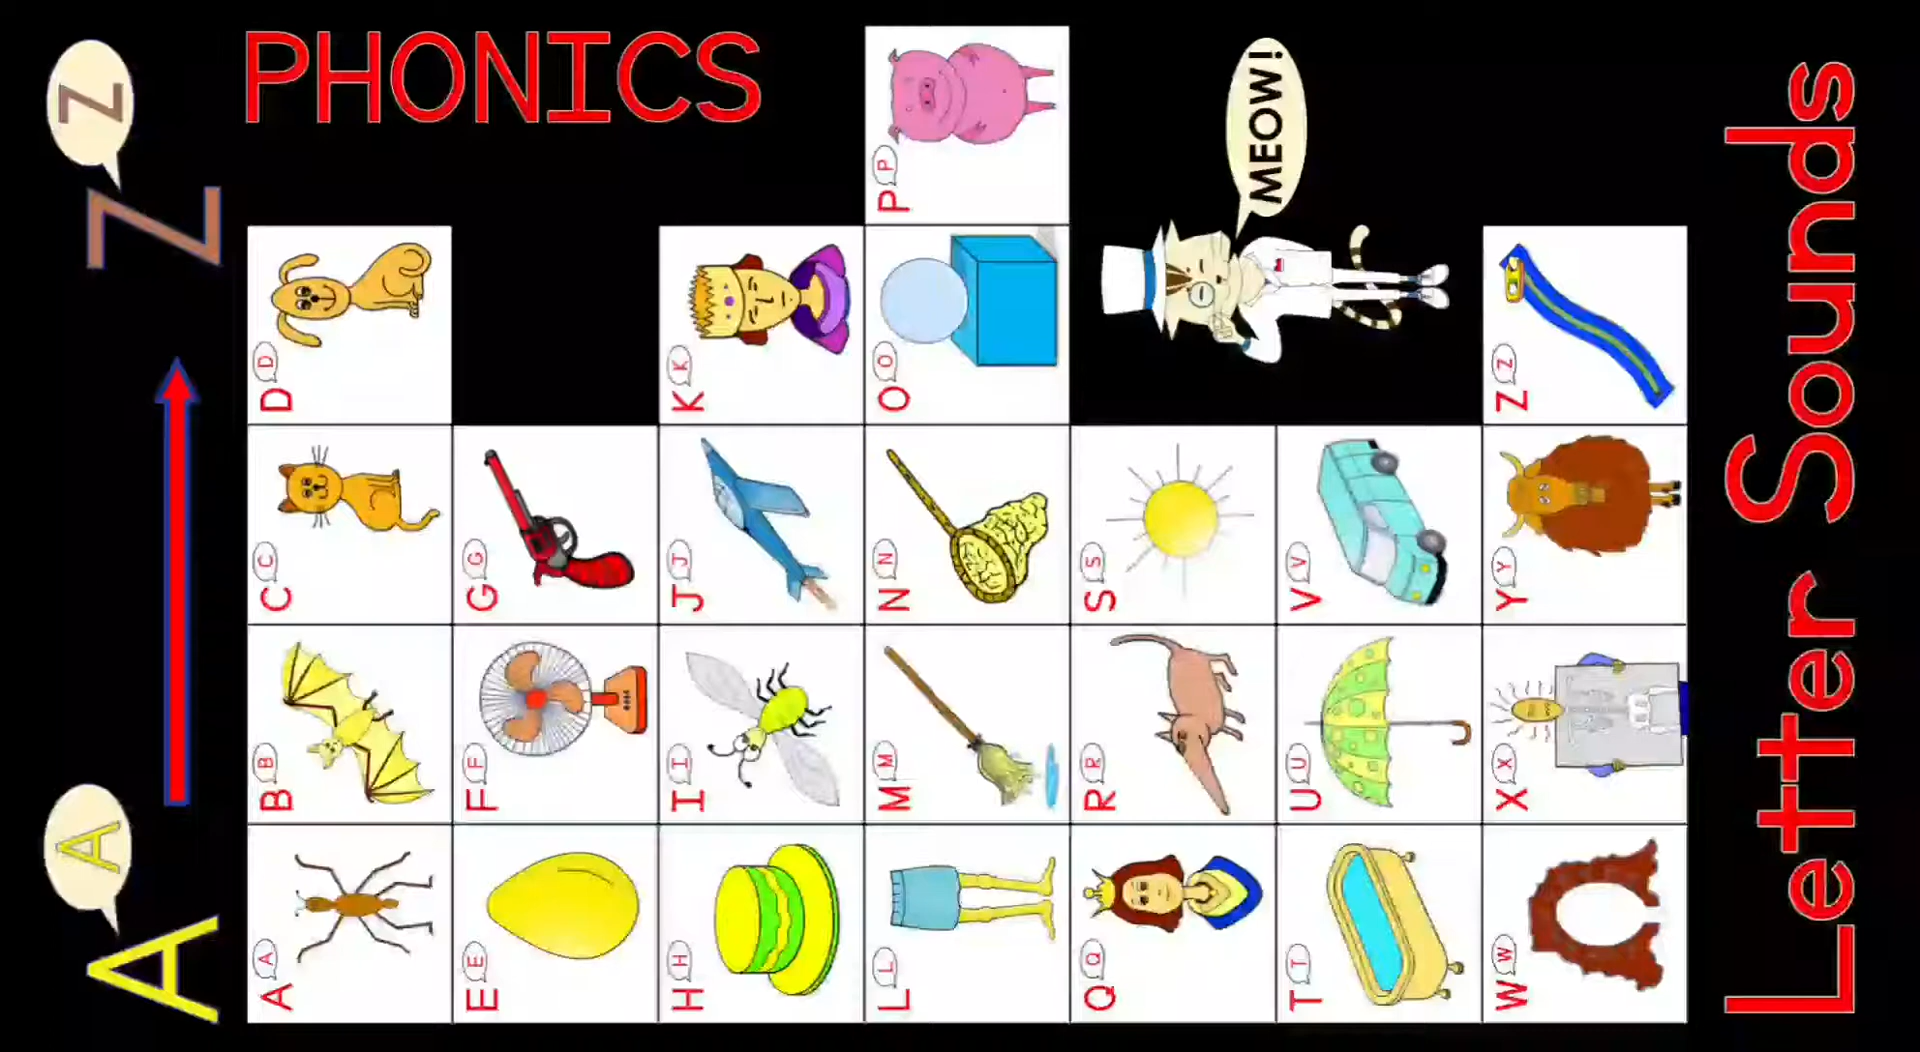 A A Z Z
PHONICS
A A B B C C D D
E E F F G G
H H I I J J K K
L L M M N N O O P P
Q Q R R S S
MEOW!
T T U U V V
W W X X Y Y Z Z
Letter Sounds